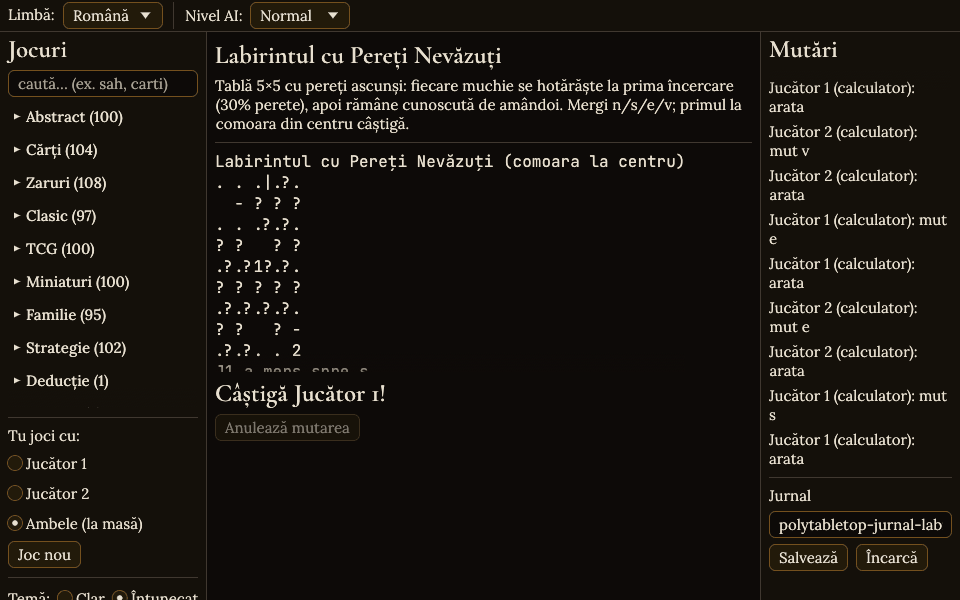 Limbă: Română ▼ Nivel AI: Normal ▼
Jocuri
caută... (ex. sah, carti)
▸ Abstract (100)
▸ Cărți (104)
▸ Zaruri (108)
▸ Clasic (97)
▸ TCG (100)
▸ Miniaturi (100)
▸ Familie (95)
▸ Strategie (102)
▸ Deducție (1)
Tu joci cu:
Jucător 1
Jucător 2
Ambele (la masă)
Joc nou
Temă: Clar Întunecat
Labirintul cu Pereți Nevăzuți
Tablă 5×5 cu pereți ascunși: fiecare muchie se hotărăște la prima încercare
(30% perete), apoi rămâne cunoscută de amândoi. Mergi n/s/e/v; primul la
comoara din centru câștigă.
Labirintul cu Pereți Nevăzuți (comoara la centru)
. . .|.?.
  - ? ? ?
. . .?.?.
? ?   ? ?
.?.?1?.?.
? ? ? ? ?
.?.?.?.?.
? ?   ? -
.?.?. . 2
J1 a mers spre s
Câștigă Jucător 1!
Anulează mutarea
Mutări
Jucător 1 (calculator):
arata
Jucător 2 (calculator):
mut v
Jucător 2 (calculator):
arata
Jucător 1 (calculator): mut
e
Jucător 1 (calculator):
arata
Jucător 2 (calculator):
mut e
Jucător 2 (calculator):
arata
Jucător 1 (calculator): mut
s
Jucător 1 (calculator):
arata
Jurnal
polytabletop-jurnal-lab
Salvează Încarcă